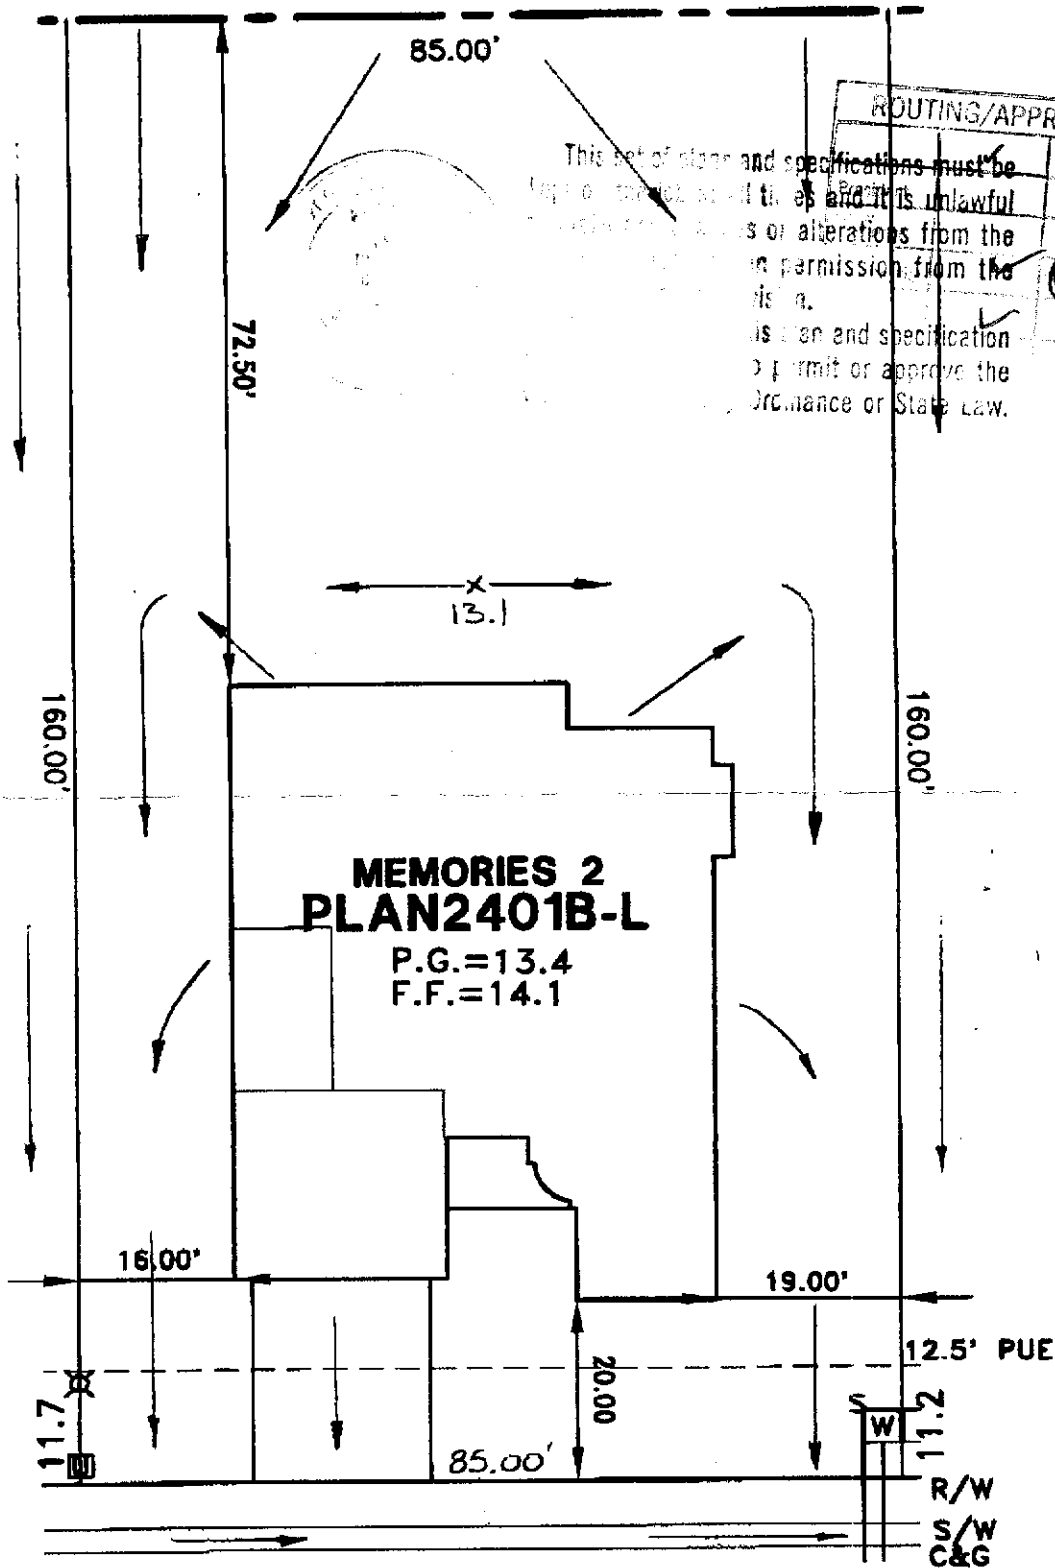 85.00'
ROUTING/APPR
This set of plans and specifications must be
times and it is unlawful
or alterations from the
permission from the
plan and specification
permit or approve the
Ordinance or State Law.
72.50'
13.1
160.00'
160.00'
MEMORIES 2
PLAN2401B-L
P.G.=13.4
F.F.=14.1
16.00'
19.00'
12.5' PUE
20.00
11.7
S
W
11.2
U
85.00'
R/W
S/W
C&G